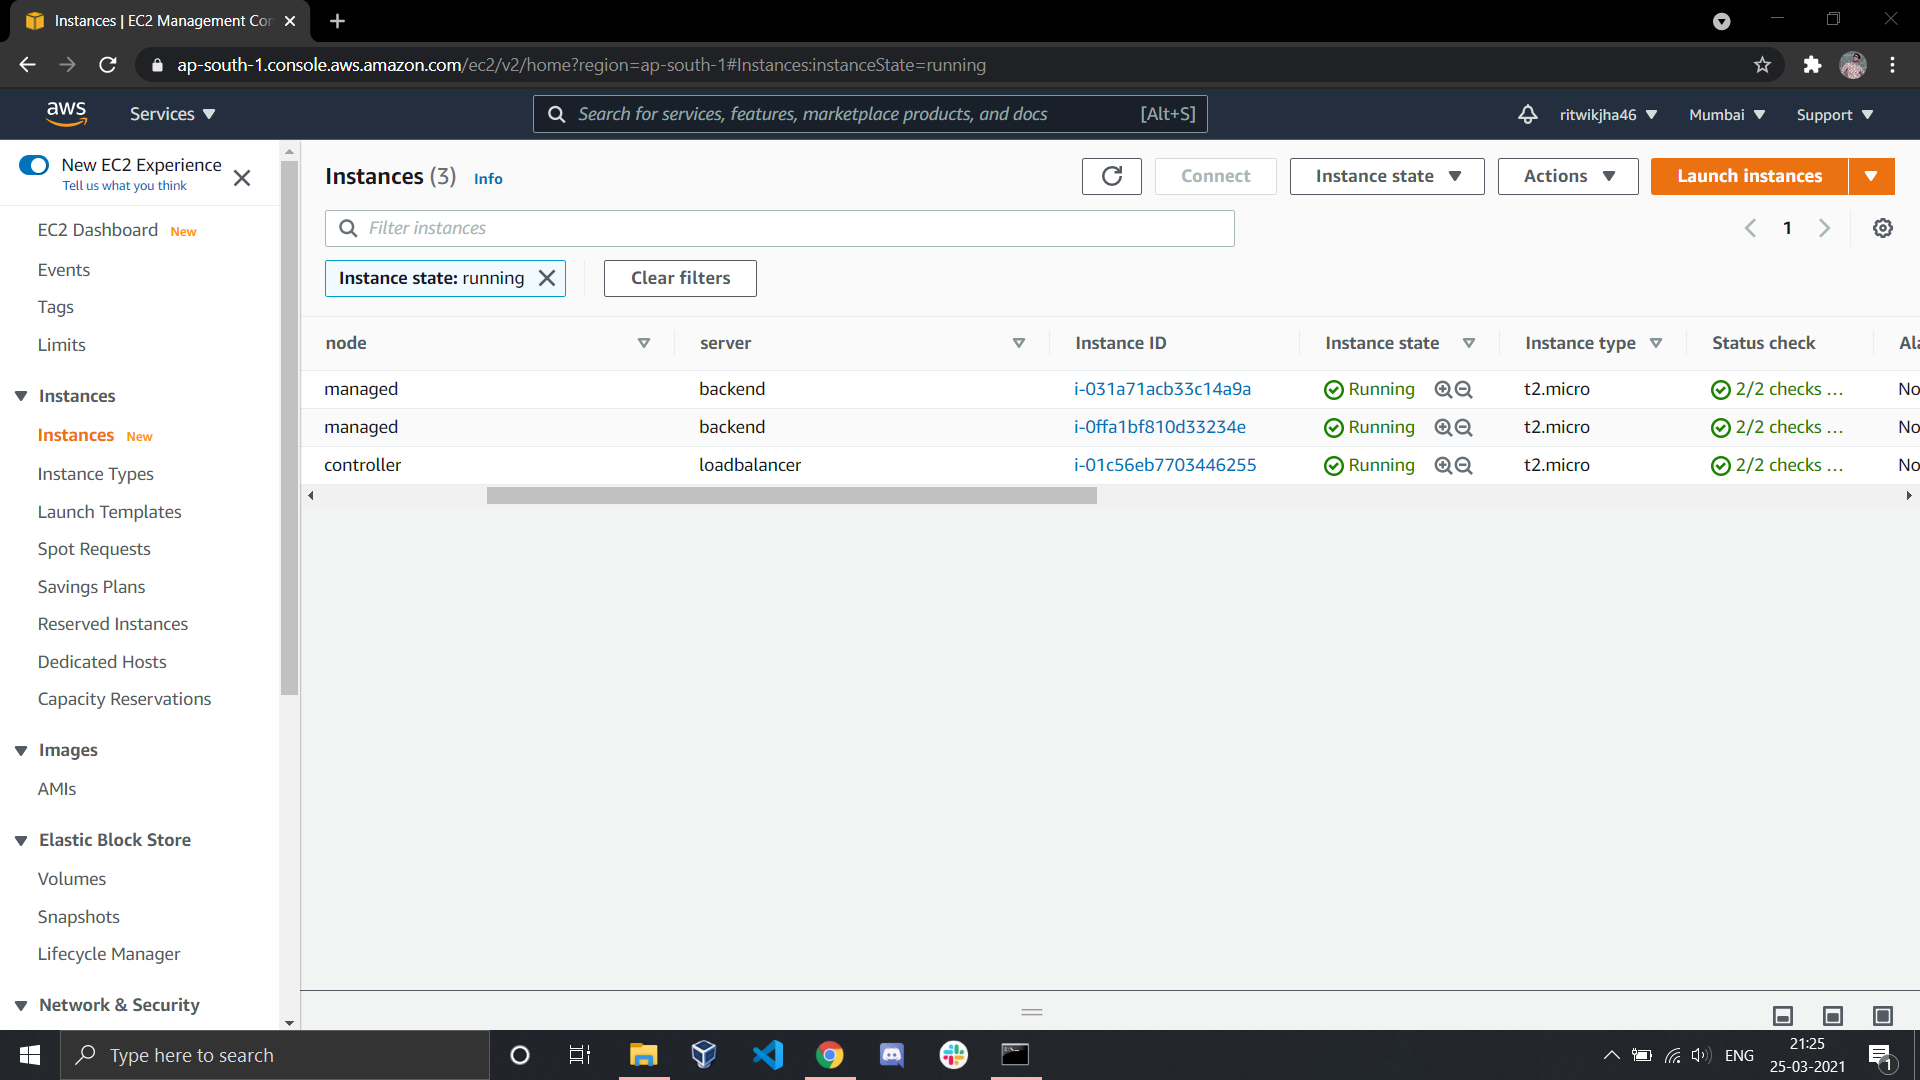 Instances | EC2 Management Con
ap-south-1.console.aws.amazon.com/ec2/v2/home?region=ap-south-1#Instances:instanceState=running
aws Services Search for services, features, marketplace products, and docs [Alt+S] ritwikjha46 Mumbai Support
New EC2 Experience
Tell us what you think
EC2 Dashboard New
Events
Tags
Limits
Instances
Instances New
Instance Types
Launch Templates
Spot Requests
Savings Plans
Reserved Instances
Dedicated Hosts
Capacity Reservations
Images
AMIs
Elastic Block Store
Volumes
Snapshots
Lifecycle Manager
Network & Security
Instances (3) Info Connect Instance state Actions Launch instances
Filter instances 1
Instance state: running Clear filters
node server Instance ID Instance state Instance type Status check Ala
managed backend i-031a71acb33c14a9a Running t2.micro 2/2 checks ... No
managed backend i-0ffa1bf810d33234e Running t2.micro 2/2 checks ... No
controller loadbalancer i-01c56eb7703446255 Running t2.micro 2/2 checks ... No
Type here to search ENG 21:25
25-03-2021 1